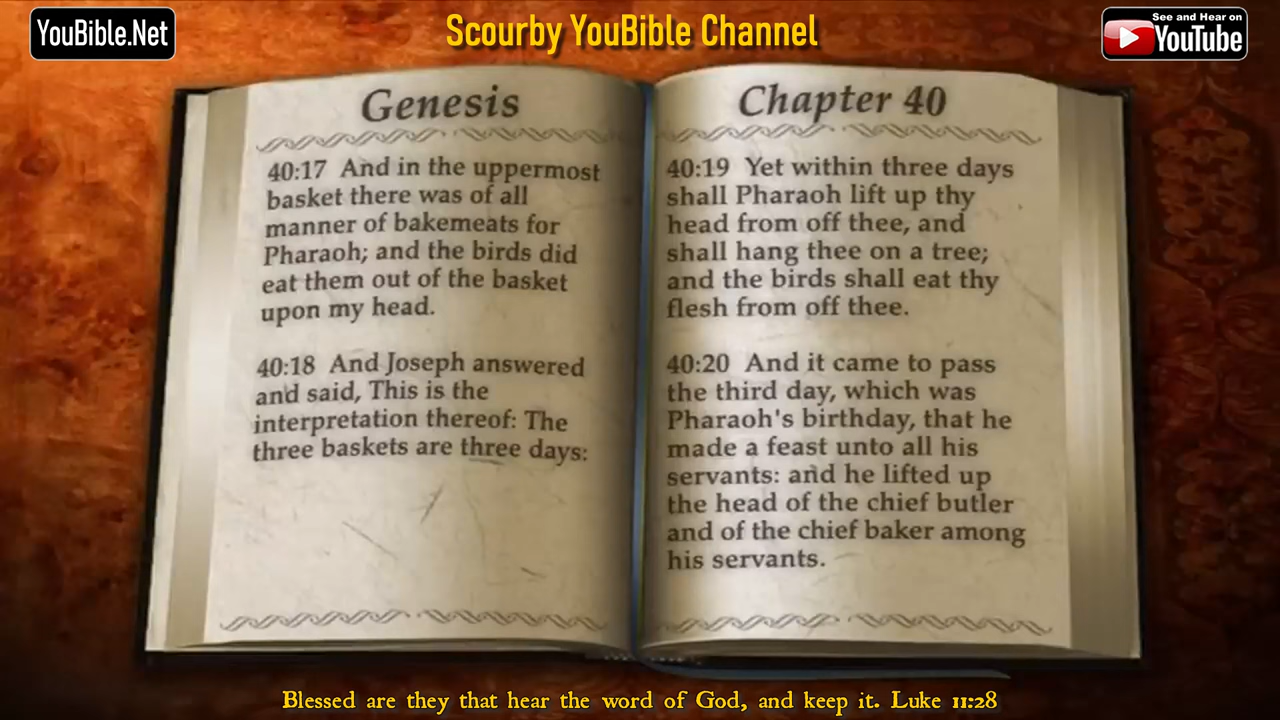 YouBible.Net
Scourby YouBible Channel
See and Hear on
YouTube
Genesis
40:17 And in the uppermost
basket there was of all
manner of bakemeats for
Pharaoh; and the birds did
eat them out of the basket
upon my head.
40:18 And Joseph answered
and said, This is the
interpretation thereof: The
three baskets are three days:
Chapter 40
40:19 Yet within three days
shall Pharaoh lift up thy
head from off thee, and
shall hang thee on a tree;
and the birds shall eat thy
flesh from off thee.
40:20 And it came to pass
the third day, which was
Pharaoh's birthday, that he
made a feast unto all his
servants: and he lifted up
the head of the chief butler
and of the chief baker among
his servants.
Blessed are they that hear the word of God, and keep it. Luke 11:28